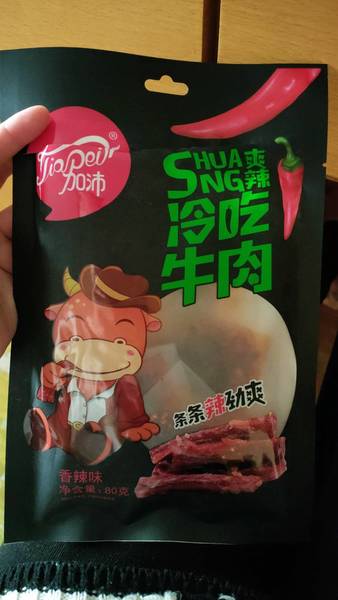 JiaPei®
加沛
SHUA
NG
爽辣
冷吃
牛肉
条条辣劲爽
香辣味
净含量：80克